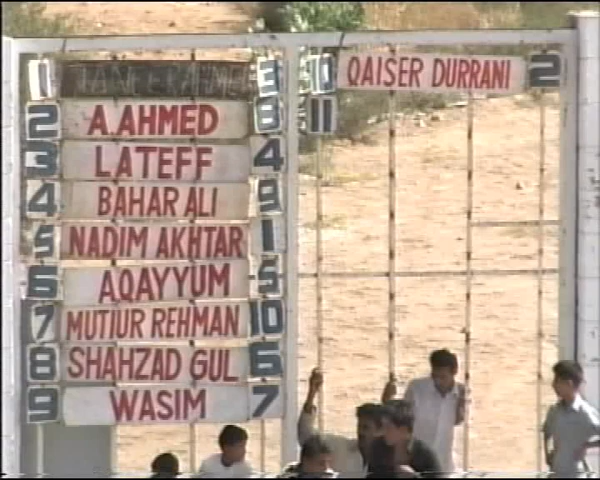 1 3
2 A.AHMED 8
3 LATEFF 4
4 BAHAR ALI 9
5 NADIM AKHTAR 1
6 AQAYYUM 5
7 MUTIUR REHMAN 10
8 SHAHZAD GUL 6
9 WASIM 7
10 QAISER DURRANI 2
11